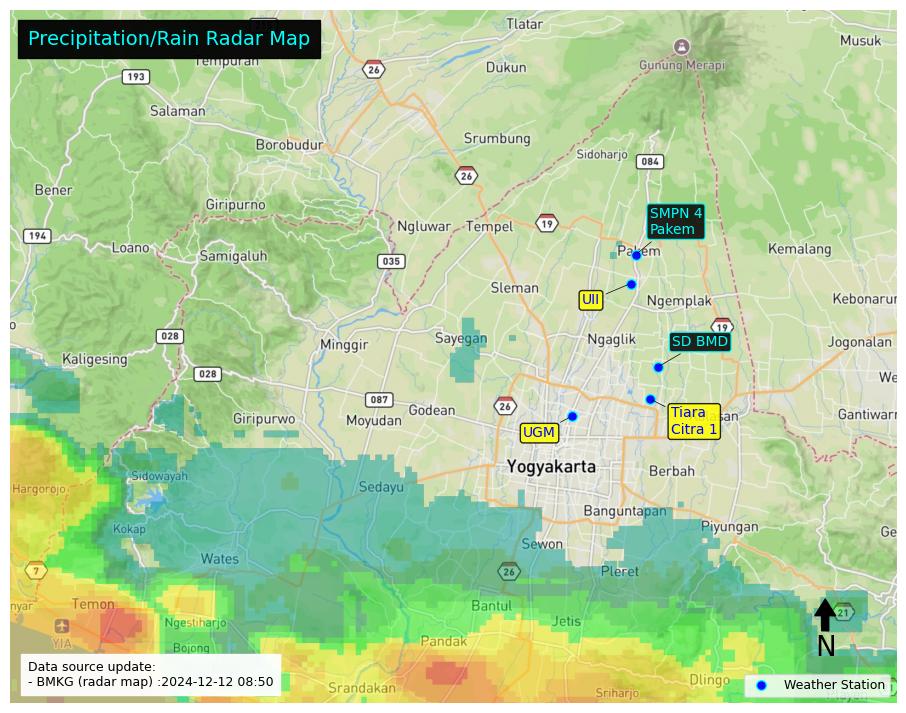 Precipitation/Rain Radar Map
Tlatar
Musuk
Tempuran
193
26
Dukun
Gunung Merapi
Salaman
Borobudur
Srumbung
Sidoharjo
084
26
Bener
Giripurno
SMPN 4
Pakem
194
Loano
Samigaluh
Ngluwar
Tempel
19
Pakem
Kemalang
035
Sleman
UII
Ngemplak
Kebonarum
028
Minggir
Sayegan
Ngaglik
19
SD BMD
Jogonalan
Kaligesing
028
087
Godean
26
Giripurwo
Moyudan
UGM
Tiara
Citra 1
Gantiwarn
Hargorojo
Sidowayah
Sedayu
Yogyakarta
Berbah
Kokap
Banguntapan
Piyungan
Wates
Sewon
7
26
Pleret
Temon
Ngestiharjo
Bantul
Jetis
21
YIA
Bojong
Pandak
N
Data source update:
- BMKG (radar map) :2024-12-12 08:50
Srandakan
Sriharjo
Dlingo
Weather Station